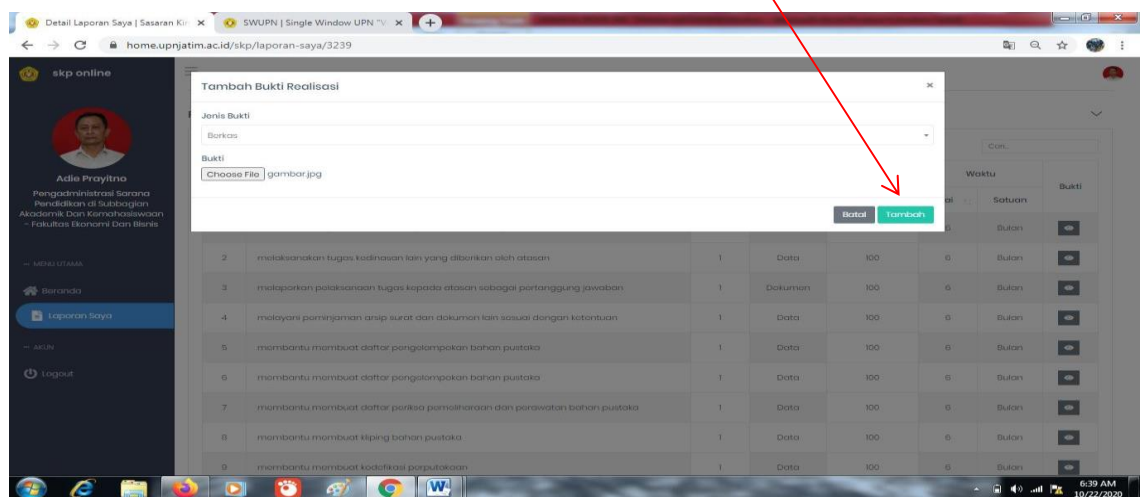 Detail Laporan Saya | Sasaran Kin
SWUPN | Single Window UPN "V
home.upnjatim.ac.id/skp/laporan-saya/3239
skp online
Adie Prayitno
Pengadministrasi Sarana
Pendidikan di Subbagian
Akademik Dan Kemahasiswaan
- Fakultas Ekonomi Dan Bisnis
MENU UTAMA
Beranda
Laporan Saya
AKUN
Logout
Tambah Bukti Realisasi
Jenis Bukti
Berkas
Bukti
Choose File gambar.jpg
Batal Tambah
Cari...
Waktu Bukti
ai Satuan
6 Bulan
2 melaksanakan tugas kedinasan lain yang diberikan oleh atasan 1 Data 100 6 Bulan
3 melaporkan pelaksanaan tugas kepada atasan sebagai pertanggung jawaban 1 Dokumen 100 6 Bulan
4 melayani peminjaman arsip surat dan dokumen lain sesuai dengan ketentuan 1 Data 100 6 Bulan
5 membantu membuat daftar pengelompokan bahan pustaka 1 Data 100 6 Bulan
6 membantu membuat daftar pengelompokan bahan pustaka 1 Data 100 6 Bulan
7 membantu membuat daftar periksa pemeliharaan dan perawatan bahan pustaka 1 Data 100 6 Bulan
8 membantu membuat kliping bahan pustaka 1 Data 100 6 Bulan
9 membantu membuat kodefikasi perputakaan 1 Data 100 6 Bulan
6:39 AM
10/22/2020